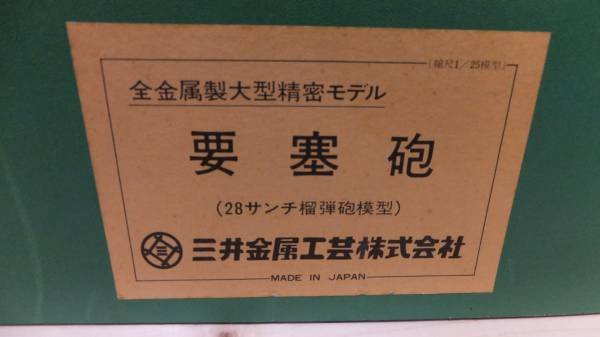 「縮尺1/25模型」
全金属製大型精密モデル
要塞砲
(28サンチ榴弾砲模型)
三井金属工芸株式会社
MADE IN JAPAN